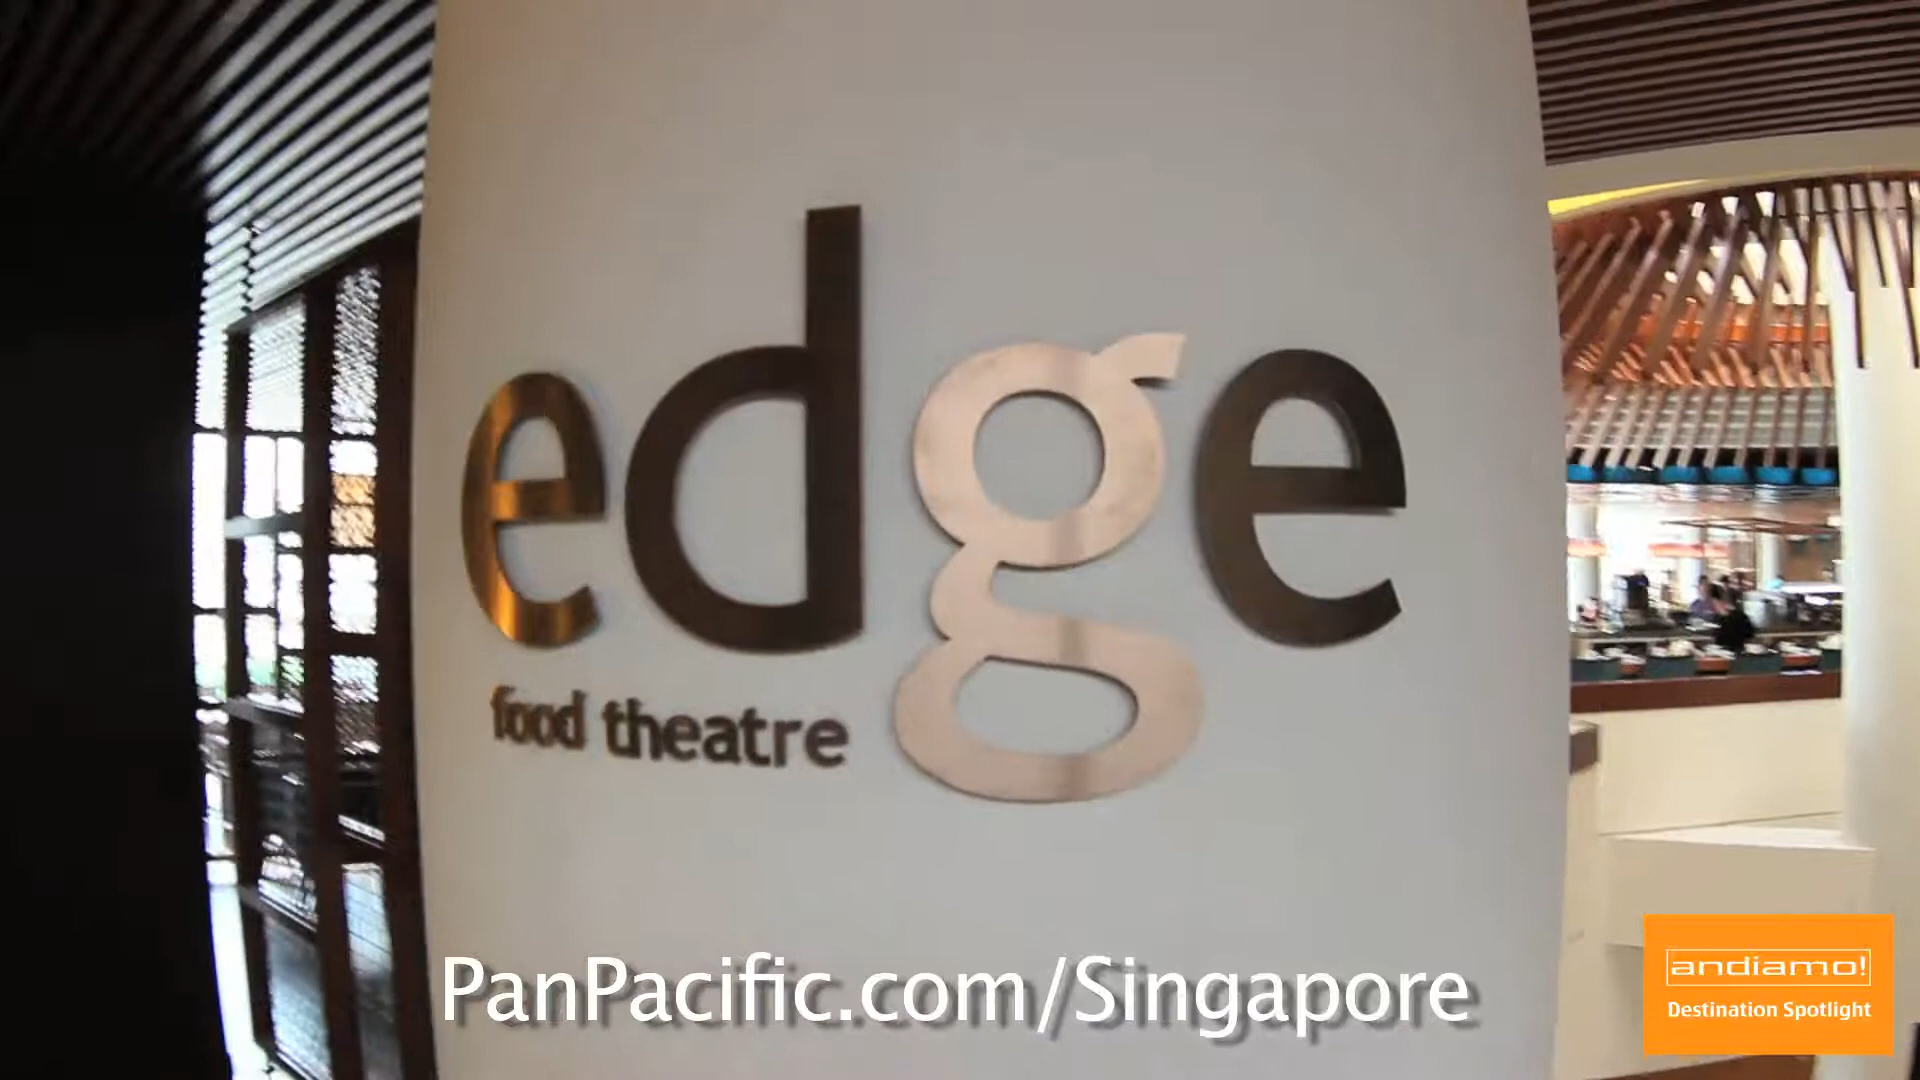 edge
food theatre
PanPacific.com/Singapore
andiamo!
Destination Spotlight